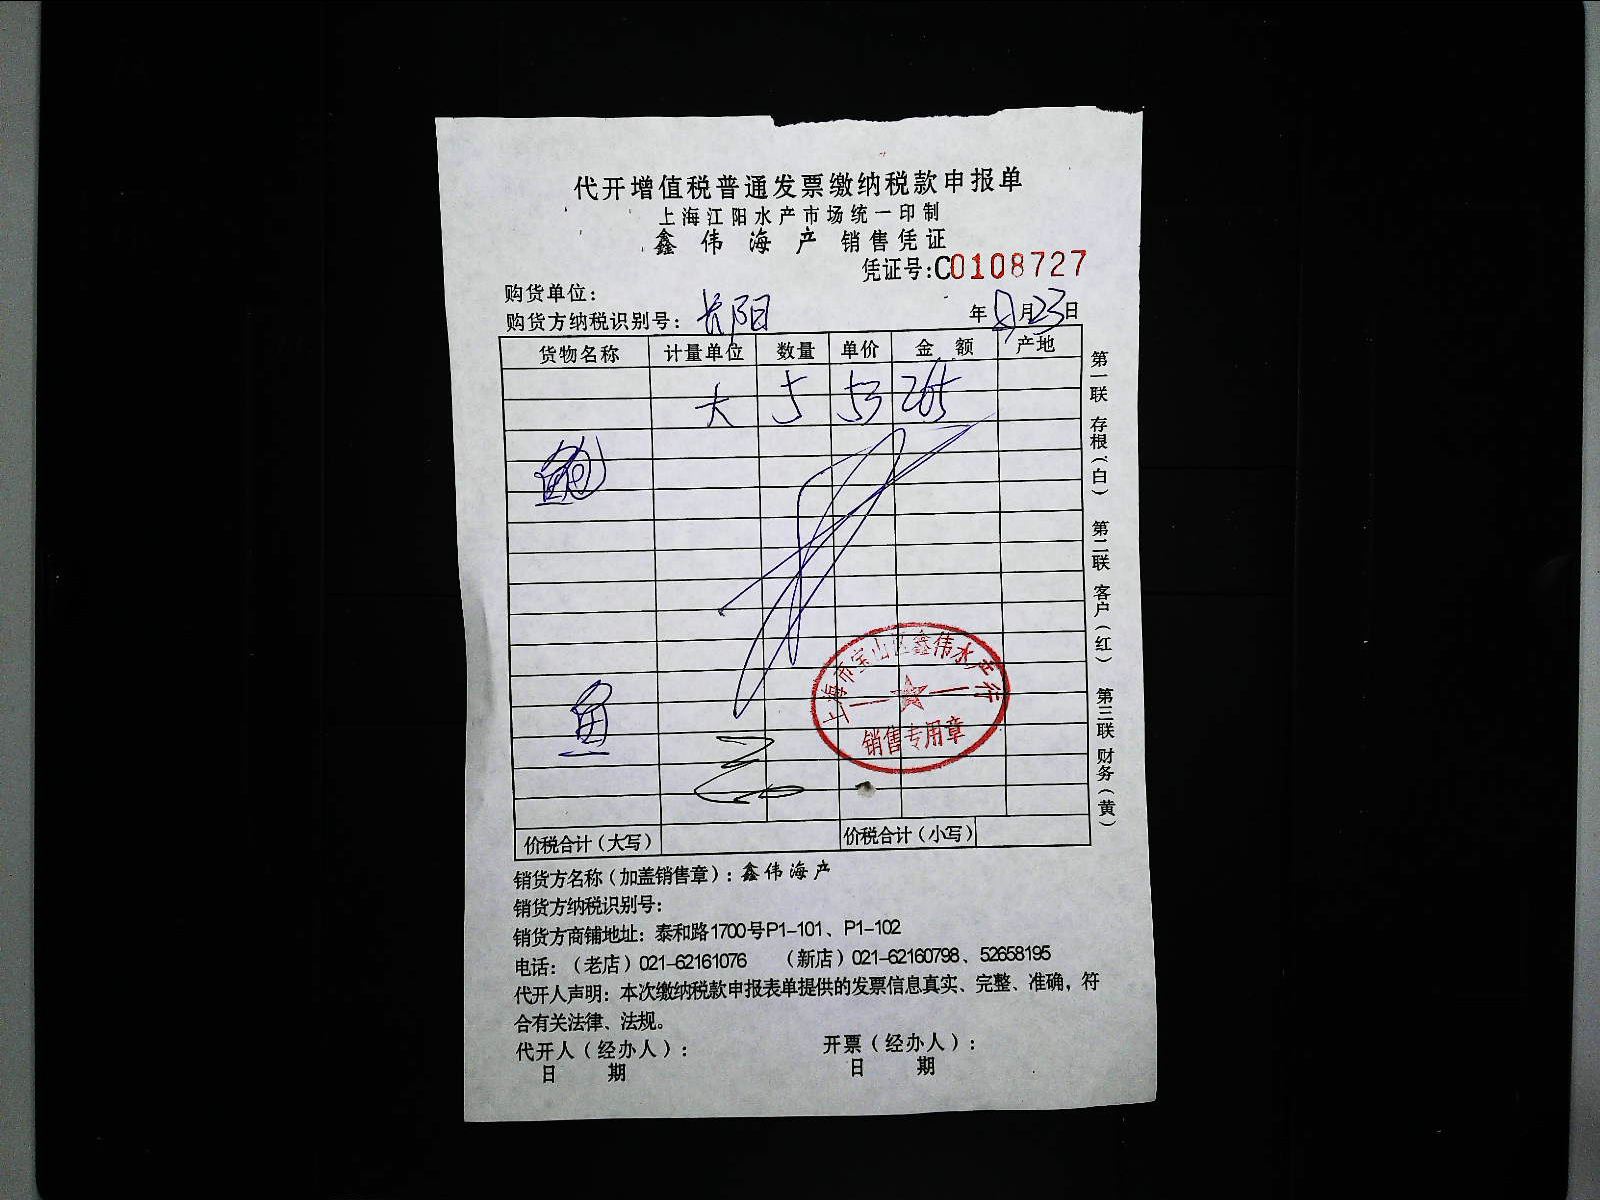 代开增值税普通发票缴纳税款申报单
上海江阳水产市场统一印制
鑫伟海产 销售凭证
凭证号:C0108727
购货单位:
购货方纳税识别号: 长阳 年 月23日
货物名称 计量单位 数量 单价 金额 产地
大 5 53 265
鲍
鱼
上海市宝山区鑫伟水产行
销售专用章
价税合计(大写) 价税合计(小写)
销货方名称(加盖销售章): 鑫伟海产
销货方纳税识别号:
销货方商铺地址: 泰和路1700号P1-101、P1-102
电话:(老店)021-62161076 (新店)021-62160798、52658195
代开人声明: 本次缴纳税款申报表单提供的发票信息真实、完整、准确,符
合有关法律、法规。
代开人(经办人): 开票(经办人):
日 期 日 期
第一联 存根(白) 第二联 客户(红) 第三联 财务(黄)